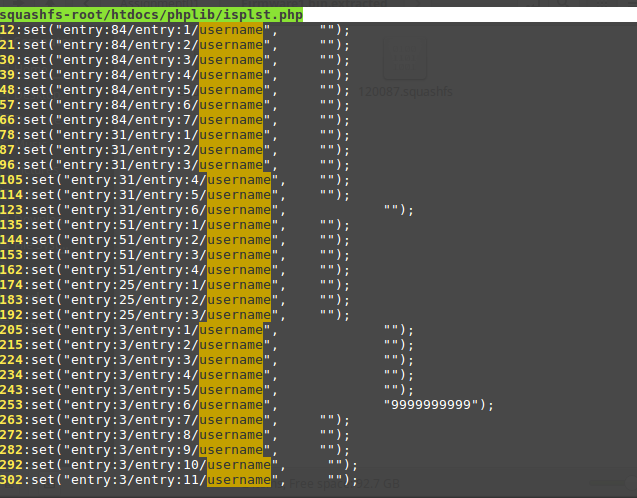 squashfs-root/htdocs/phplib/isplst.php
12:set("entry:84/entry:1/username", "");
21:set("entry:84/entry:2/username", "");
30:set("entry:84/entry:3/username", "");
39:set("entry:84/entry:4/username", "");
48:set("entry:84/entry:5/username", "");
57:set("entry:84/entry:6/username", "");
66:set("entry:84/entry:7/username", "");
78:set("entry:31/entry:1/username", "");
87:set("entry:31/entry:2/username", "");
96:set("entry:31/entry:3/username", "");
105:set("entry:31/entry:4/username", "");
114:set("entry:31/entry:5/username", "");
123:set("entry:31/entry:6/username", "");
135:set("entry:51/entry:1/username", "");
144:set("entry:51/entry:2/username", "");
153:set("entry:51/entry:3/username", "");
162:set("entry:51/entry:4/username", "");
174:set("entry:25/entry:1/username", "");
183:set("entry:25/entry:2/username", "");
192:set("entry:25/entry:3/username", "");
205:set("entry:3/entry:1/username", "");
215:set("entry:3/entry:2/username", "");
224:set("entry:3/entry:3/username", "");
234:set("entry:3/entry:4/username", "");
243:set("entry:3/entry:5/username", "");
253:set("entry:3/entry:6/username", "9999999999");
263:set("entry:3/entry:7/username", "");
272:set("entry:3/entry:8/username", "");
282:set("entry:3/entry:9/username", "");
292:set("entry:3/entry:10/username", "");
302:set("entry:3/entry:11/username", "");
120087.squashfs